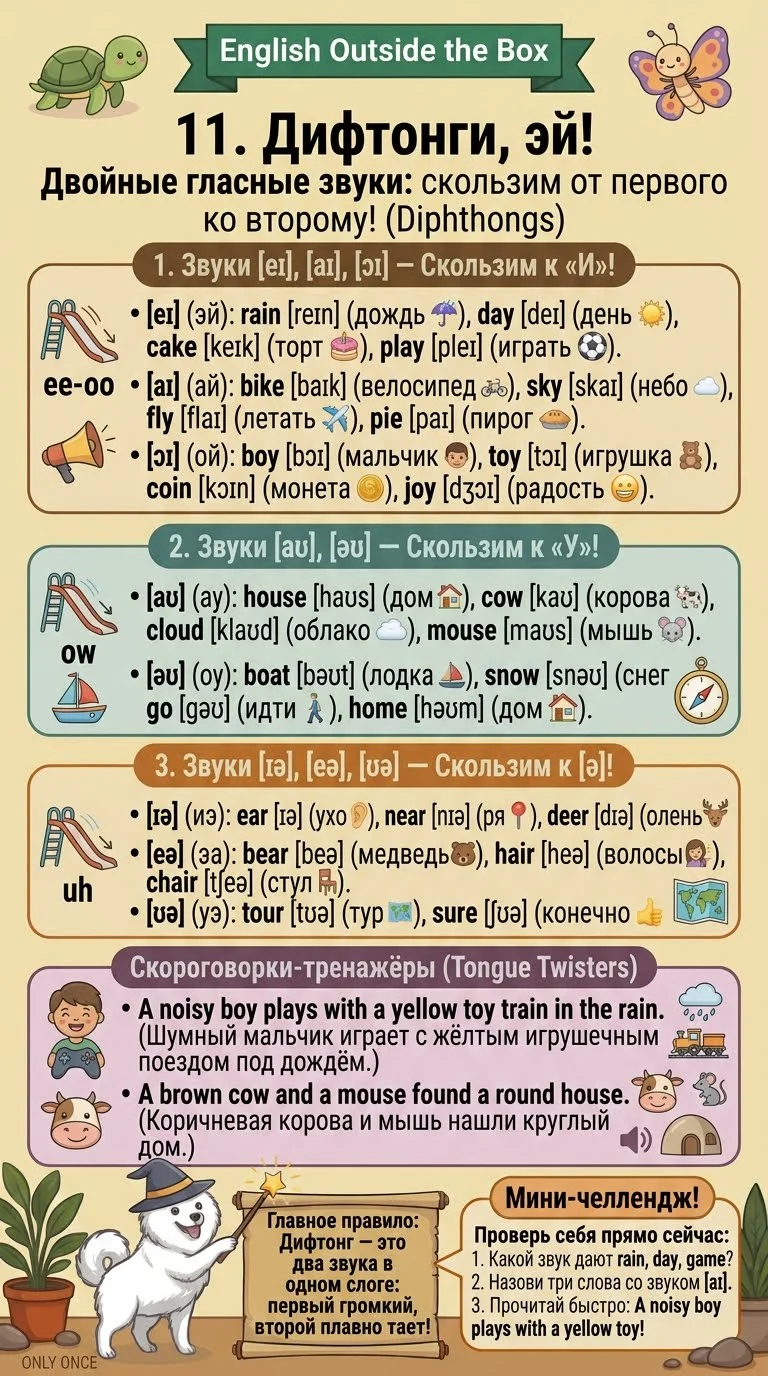 English Outside the Box
11. Дифтонги, эй!
Двойные гласные звуки: скользим от первого
ко второму! (Diphthongs)
1. Звуки [eɪ], [aɪ], [ɔɪ] — Скользим к «И»!
• [eɪ] (эй): rain [reɪn] (дождь ☔), day [deɪ] (день ☀️),
cake [keɪk] (торт 🎂), play [pleɪ] (играть ⚽).
ee-oo
• [aɪ] (ай): bike [baɪk] (велосипед 🚲), sky [skaɪ] (небо ☁️),
fly [flaɪ] (летать ✈️), pie [paɪ] (пирог 🥧).
• [ɔɪ] (ой): boy [bɔɪ] (мальчик 👦), toy [tɔɪ] (игрушка 🧸),
coin [kɔɪn] (монета 🪙), joy [dʒɔɪ] (радость 😀).
2. Звуки [aʊ], [əʊ] — Скользим к «У»!
• [aʊ] (ау): house [haʊs] (дом 🏠), cow [kaʊ] (корова 🐄),
cloud [klaʊd] (облако ☁️), mouse [maʊs] (мышь 🐭).
ow
• [əʊ] (оу): boat [bəʊt] (лодка ⛵), snow [snəʊ] (снег
go [gəʊ] (идти 🚶), home [həʊm] (дом 🏠).
3. Звуки [ɪə], [eə], [ʊə] — Скользим к [ə]!
• [ɪə] (иэ): ear [ɪə] (ухо 👂), near [nɪə] (ря 📍), deer [dɪə] (олень 🦌
• [eə] (эа): bear [beə] (медведь 🐻), hair [heə] (волосы 💇‍♀️),
chair [tʃeə] (стул 🪑).
uh
• [ʊə] (уэ): tour [tʊə] (тур 🗺️), sure [ʃʊə] (конечно 👍
Скороговорки-тренажёры (Tongue Twisters)
• A noisy boy plays with a yellow toy train in the rain.
(Шумный мальчик играет с жёлтым игрушечным
поездом под дождём.)
• A brown cow and a mouse found a round house.
(Коричневая корова и мышь нашли круглый
дом.)
Главное правило:
Дифтонг — это
два звука в
одном слоге:
первый громкий,
второй плавно тает!
Мини-челлендж!
Проверь себя прямо сейчас:
1. Какой звук дают rain, day, game?
2. Назови три слова со звуком [aɪ].
3. Прочитай быстро: A noisy boy
plays with a yellow toy!
ONLY ONCE